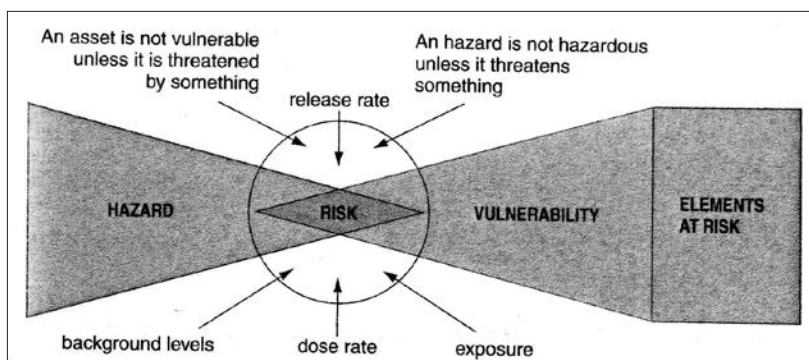 An asset is not vulnerable
unless it is threatened
by something
An hazard is not hazardous
unless it threatens
something
release rate
HAZARD
RISK
VULNERABILITY
ELEMENTS
AT RISK
background levels
dose rate
exposure